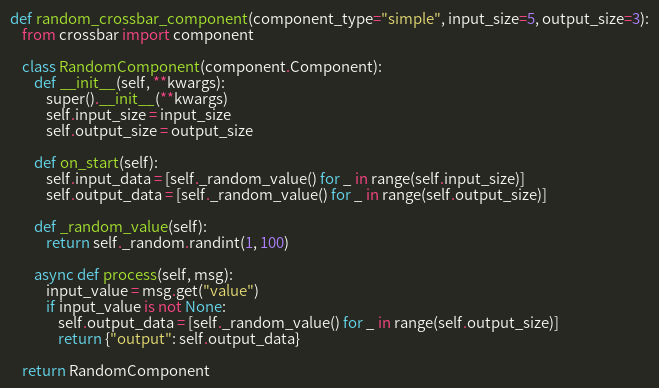 def random_crossbar_component(component_type="simple", input_size=5, output_size=3):
    from crossbar import component

    class RandomComponent(component.Component):
        def __init__(self, **kwargs):
            super().__init__(**kwargs)
            self.input_size = input_size
            self.output_size = output_size

        def on_start(self):
            self.input_data = [self._random_value() for _ in range(self.input_size)]
            self.output_data = [self._random_value() for _ in range(self.output_size)]

        def _random_value(self):
            return self._random.randint(1, 100)

        async def process(self, msg):
            input_value = msg.get("value")
            if input_value is not None:
                self.output_data = [self._random_value() for _ in range(self.output_size)]
                return {"output": self.output_data}

    return RandomComponent